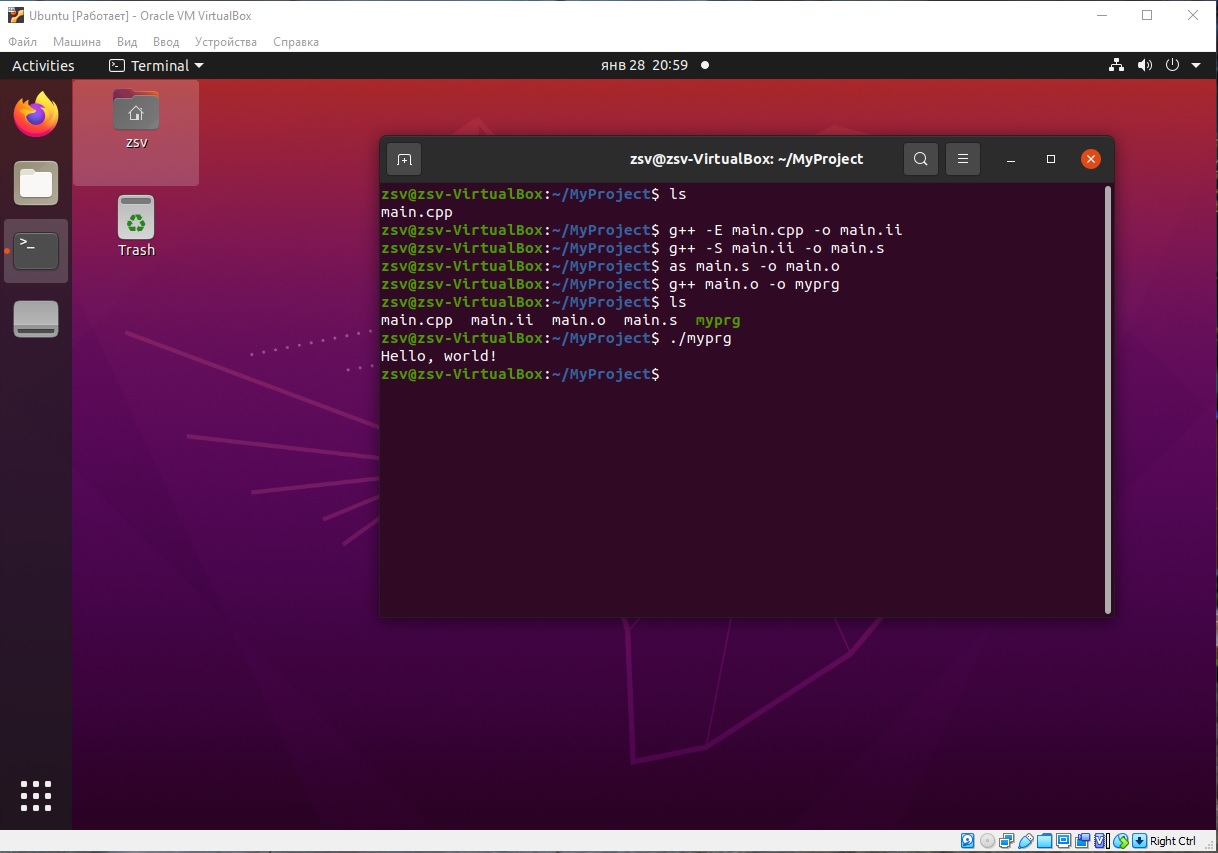 Ubuntu [Работает] - Oracle VM VirtualBox
Файл Машина Вид Ввод Устройства Справка
Activities Terminal янв 28 20:59
zsv
Trash
zsv@zsv-VirtualBox: ~/MyProject
zsv@zsv-VirtualBox:~/MyProject$ ls
main.cpp
zsv@zsv-VirtualBox:~/MyProject$ g++ -E main.cpp -o main.ii
zsv@zsv-VirtualBox:~/MyProject$ g++ -S main.ii -o main.s
zsv@zsv-VirtualBox:~/MyProject$ as main.s -o main.o
zsv@zsv-VirtualBox:~/MyProject$ g++ main.o -o myprg
zsv@zsv-VirtualBox:~/MyProject$ ls
main.cpp main.ii main.o main.s myprg
zsv@zsv-VirtualBox:~/MyProject$ ./myprg
Hello, world!
zsv@zsv-VirtualBox:~/MyProject$
Right Ctrl